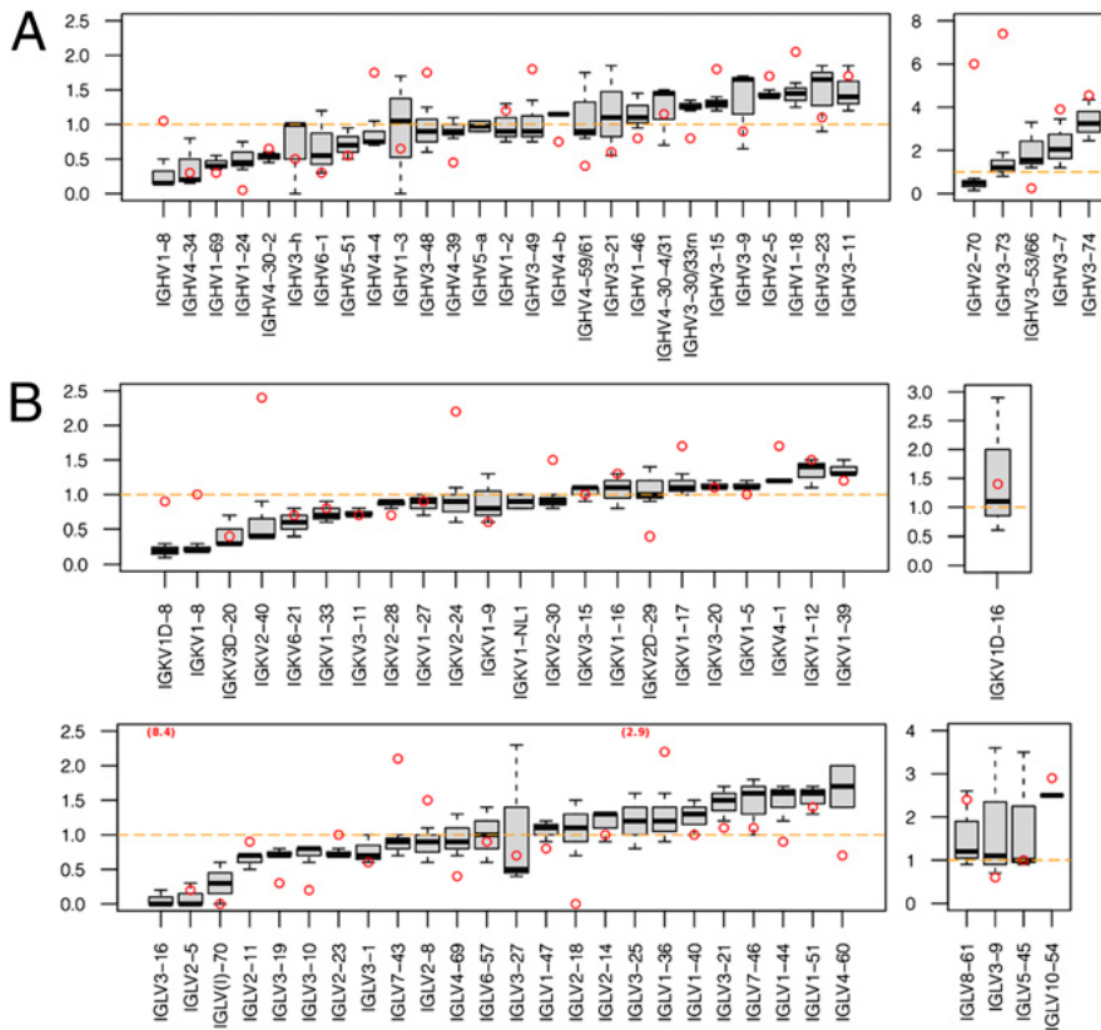 A
2.5
2.0
1.5
1.0
0.5
0.0
8
6
4
2
0
IGHV1-8
IGHV4-34
IGHV1-69
IGHV1-24
IGHV4-30-2
IGHV3-h
IGHV6-1
IGHV5-51
IGHV4-4
IGHV1-3
IGHV3-48
IGHV4-39
IGHV5-a
IGHV1-2
IGHV3-49
IGHV4-b
IGHV4-59/61
IGHV3-21
IGHV1-46
IGHV4-30-4/31
IGHV3-30/33rn
IGHV3-15
IGHV3-9
IGHV2-5
IGHV1-18
IGHV3-23
IGHV3-11
IGHV2-70
IGHV3-73
IGHV3-53/66
IGHV3-7
IGHV3-74
B
2.5
2.0
1.5
1.0
0.5
0.0
3.0
2.5
2.0
1.5
1.0
0.5
0.0
IGKV1D-8
IGKV1-8
IGKV3D-20
IGKV2-40
IGKV6-21
IGKV1-33
IGKV3-11
IGKV2-28
IGKV1-27
IGKV2-24
IGKV1-9
IGKV1-NL1
IGKV2-30
IGKV3-15
IGKV1-16
IGKV2D-29
IGKV1-17
IGKV3-20
IGKV1-5
IGKV4-1
IGKV1-12
IGKV1-39
IGKV1D-16
(8.4)
(2.9)
2.5
2.0
1.5
1.0
0.5
0.0
4
3
2
1
0
IGLV3-16
IGLV2-5
IGLV(I)-70
IGLV2-11
IGLV3-19
IGLV3-10
IGLV2-23
IGLV3-1
IGLV7-43
IGLV2-8
IGLV4-69
IGLV6-57
IGLV3-27
IGLV1-47
IGLV2-18
IGLV2-14
IGLV3-25
IGLV1-36
IGLV1-40
IGLV3-21
IGLV7-46
IGLV1-44
IGLV1-51
IGLV4-60
IGLV8-61
IGLV3-9
IGLV5-45
IGLV10-54